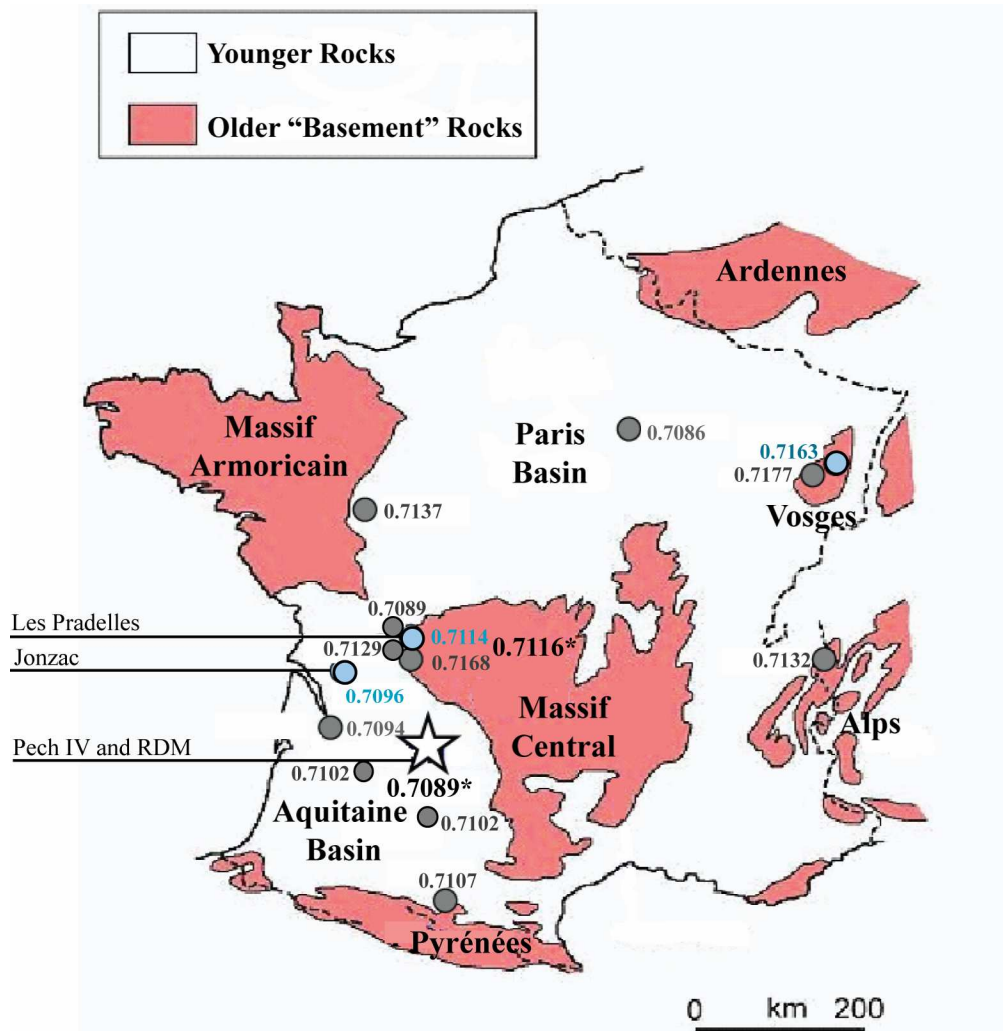 Younger Rocks
Older “Basement” Rocks
Ardennes
Massif
Armoricain
Paris
Basin
0.7086
0.7163
0.7177
Vosges
0.7137
0.7089
Les Pradelles
0.7114
0.7129
0.7116*
0.7168
0.7132
Jonzac
0.7096
Massif
Central
Alps
0.7094
Pech IV and RDM
0.7102
0.7089*
Aquitaine
Basin
0.7102
0.7107
Pyrénées
0 km 200